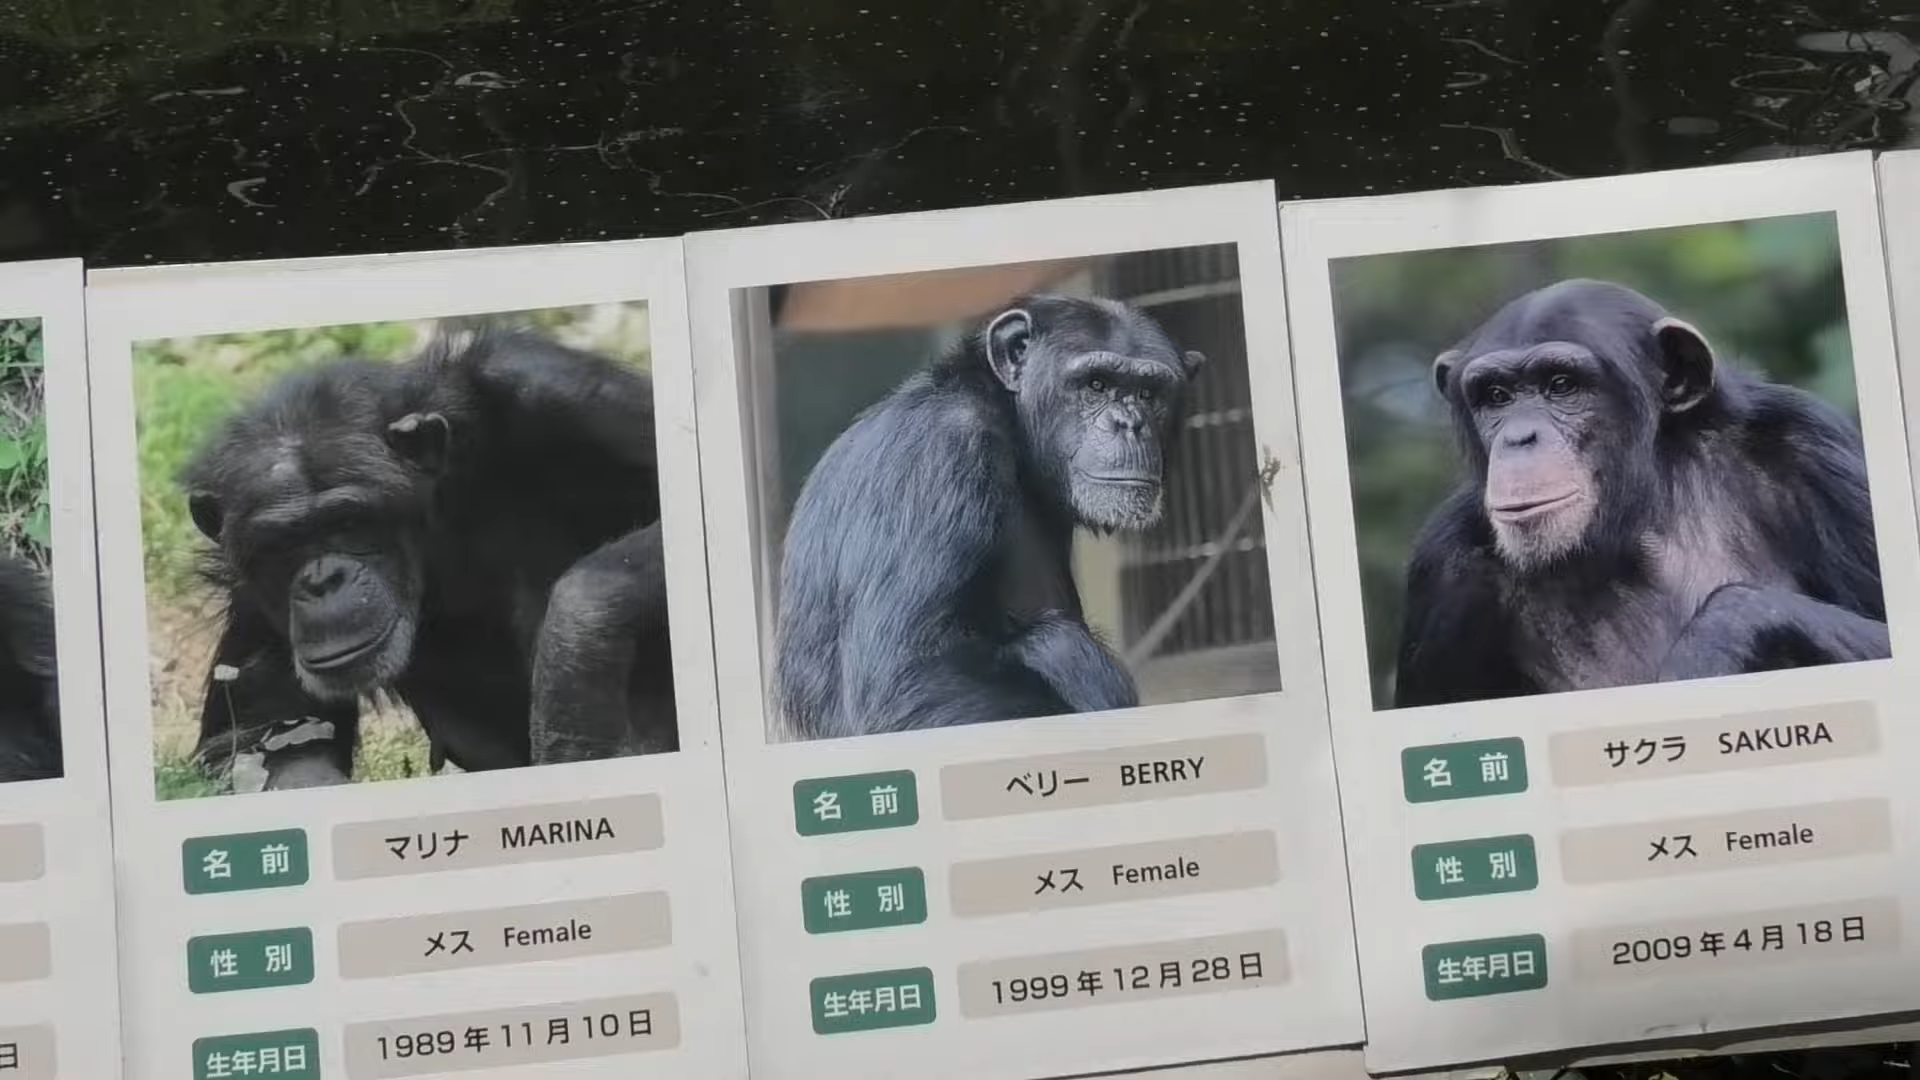 日
名前 マリナ MARINA
性別 メス Female
生年月日 1989年11月10日
名前 ベリー BERRY
性別 メス Female
生年月日 1999年12月28日
名前 サクラ SAKURA
性別 メス Female
生年月日 2009年4月18日